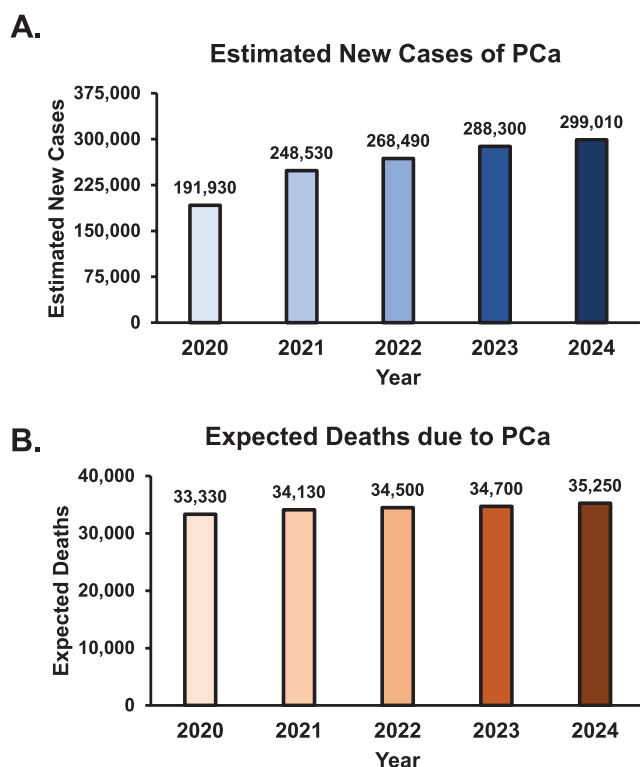 A.
Estimated New Cases of PCa
Estimated New Cases
375,000
300,000
225,000
150,000
75,000
0
191,930
248,530
268,490
288,300
299,010
2020 2021 2022 2023 2024
Year
B.
Expected Deaths due to PCa
Expected Deaths
40,000
30,000
20,000
10,000
0
33,330
34,130
34,500
34,700
35,250
2020 2021 2022 2023 2024
Year